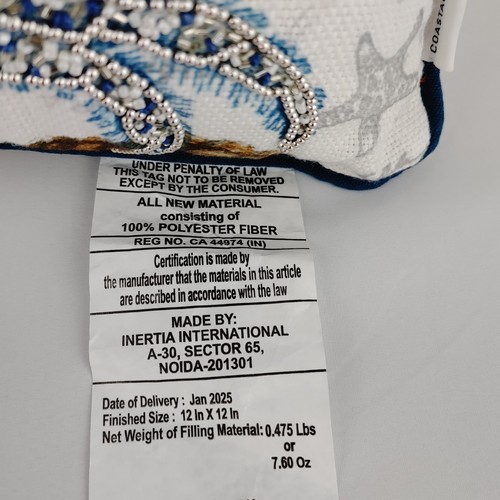 COASTA
UNDER PENALTY OF LAW
THIS TAG NOT TO BE REMOVED
EXCEPT BY THE CONSUMER.
ALL NEW MATERIAL
consisting of
100% POLYESTER FIBER
REG NO. CA 44974 (IN)
Certification is made by
the manufacturer that the materials in this article
are described in accordance with the law
MADE BY:
INERTIA INTERNATIONAL
A-30, SECTOR 65,
NOIDA-201301
Date of Delivery : Jan 2025
Finished Size : 12 In X 12 In
Net Weight of Filling Material: 0.475 Lbs
or
7.60 Oz